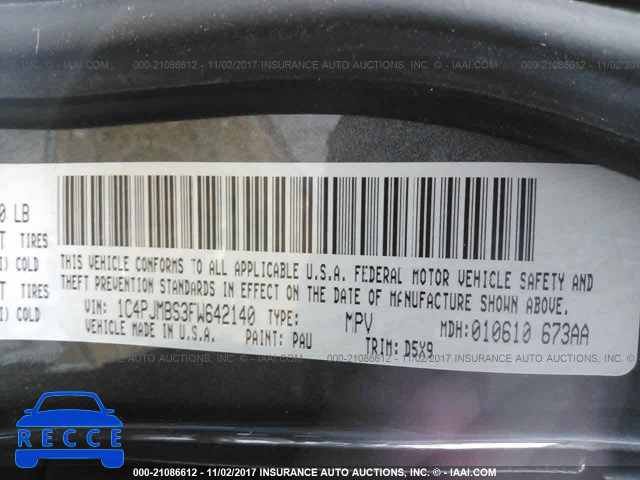 000-21086612 - 11/02/2017 INSURANCE AUTO AUCTIONS, INC. - © IAAI.COM
0 LB
T TIRES
I) COLD
T TIRES
I) COLD
THIS VEHICLE CONFORMS TO ALL APPLICABLE U.S.A. FEDERAL MOTOR VEHICLE SAFETY AND
THEFT PREVENTION STANDARDS IN EFFECT ON THE DATE OF MANUFACTURE SHOWN ABOVE.
VIN: 1C4PJMBS3FW642140 TYPE: MPV MDH: 010610 673AA
VEHICLE MADE IN U.S.A. PAINT: PAU TRIM: D5X9
000-21086612 - 11/02/2017 INSURANCE AUTO AUCTIONS, INC. - © IAAI.COM
RECCE
000-21086612 - 11/02/2017 INSURANCE AUTO AUCTIONS, INC. - © IAAI.COM